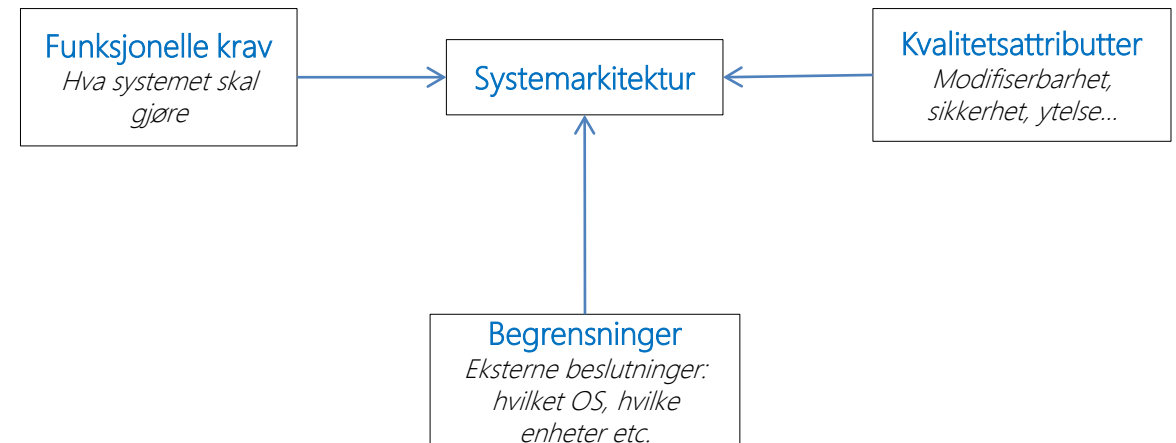 Funksjonelle krav
Hva systemet skal
gjøre
Systemarkitektur
Kvalitetsattributter
Modifiserbarhet,
sikkerhet, ytelse...
Begrensninger
Eksterne beslutninger:
hvilket OS, hvilke
enheter etc.